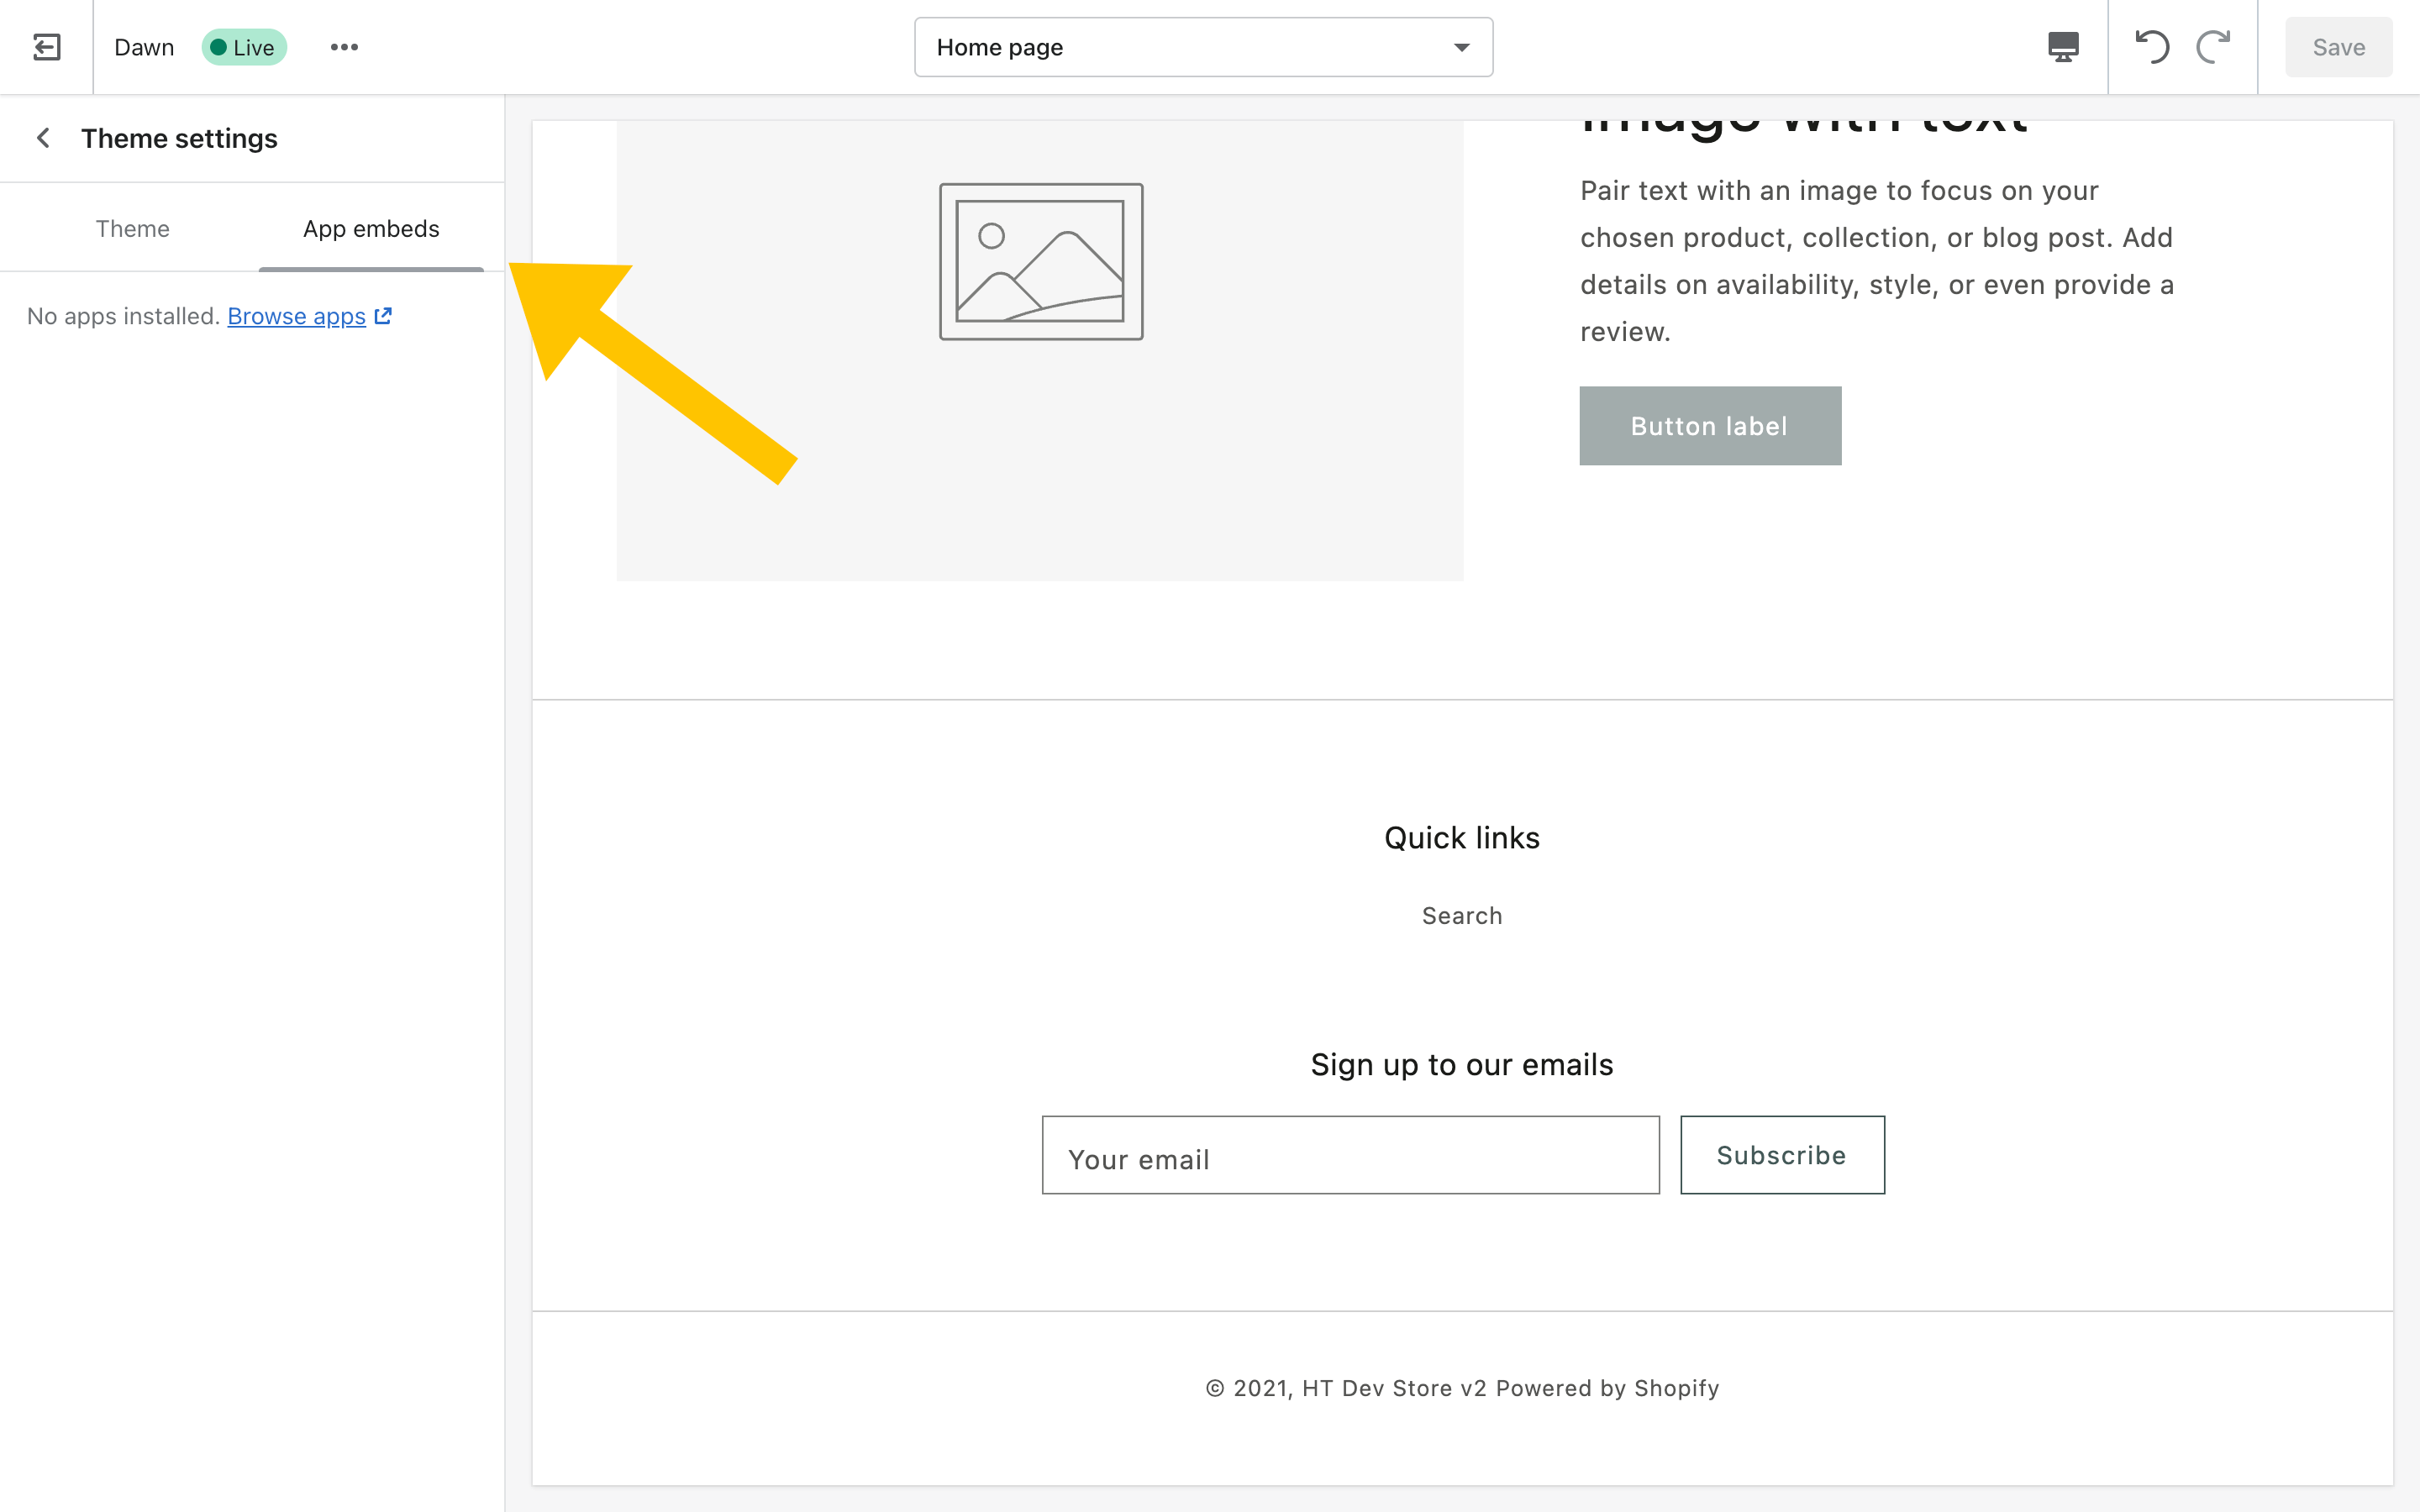 Dawn
Live
Home page
Save
Theme settings
Theme
App embeds
No apps installed. Browse apps
Image with text
Pair text with an image to focus on your
chosen product, collection, or blog post. Add
details on availability, style, or even provide a
review.
Button label
Quick links
Search
Sign up to our emails
Your email
Subscribe
© 2021, HT Dev Store v2 Powered by Shopify